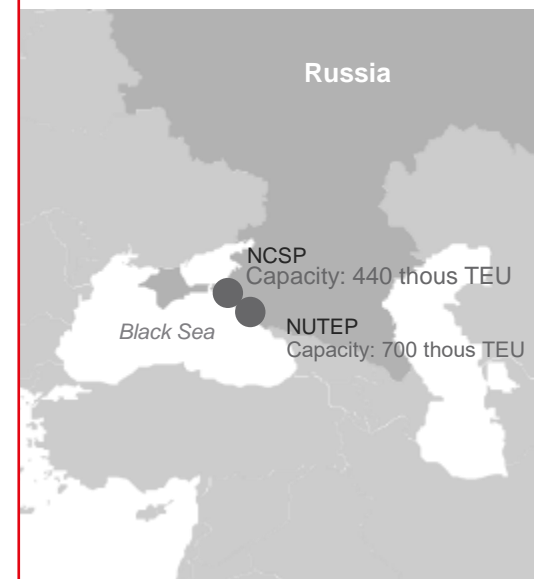 Russia
NCSP
Capacity: 440 thous TEU
Black Sea
NUTEP
Capacity: 700 thous TEU